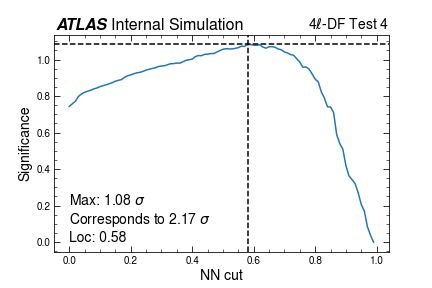 ATLAS Internal Simulation
4ℓ-DF Test 4
Significance
1.0
0.8
0.6
0.4
0.2
0.0
Max: 1.08 σ
Corresponds to 2.17 σ
Loc: 0.58
0.0 0.2 0.4 0.6 0.8 1.0
NN cut